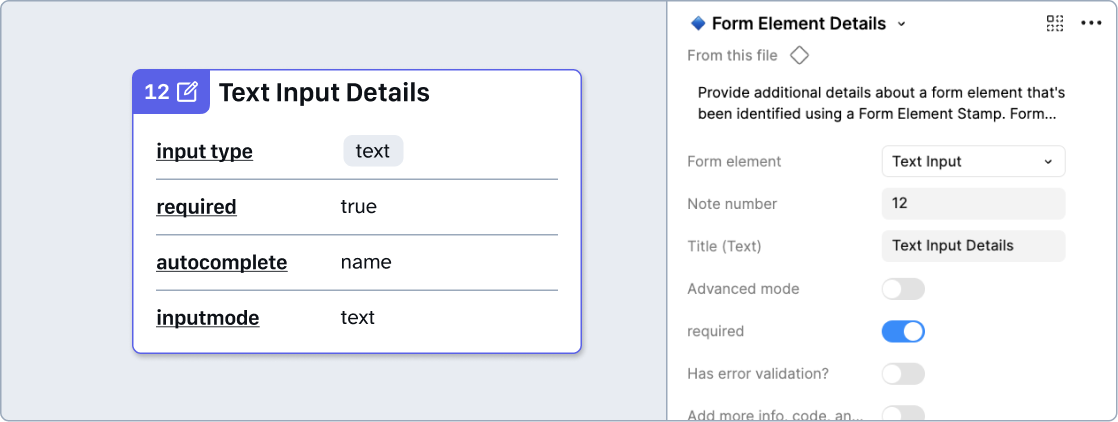 12 Text Input Details
input type text
required true
autocomplete name
inputmode text
Form Element Details
From this file
Provide additional details about a form element that's
been identified using a Form Element Stamp. Form...
Form element Text Input
Note number 12
Title (Text) Text Input Details
Advanced mode
required
Has error validation?
Add more info, code, an...